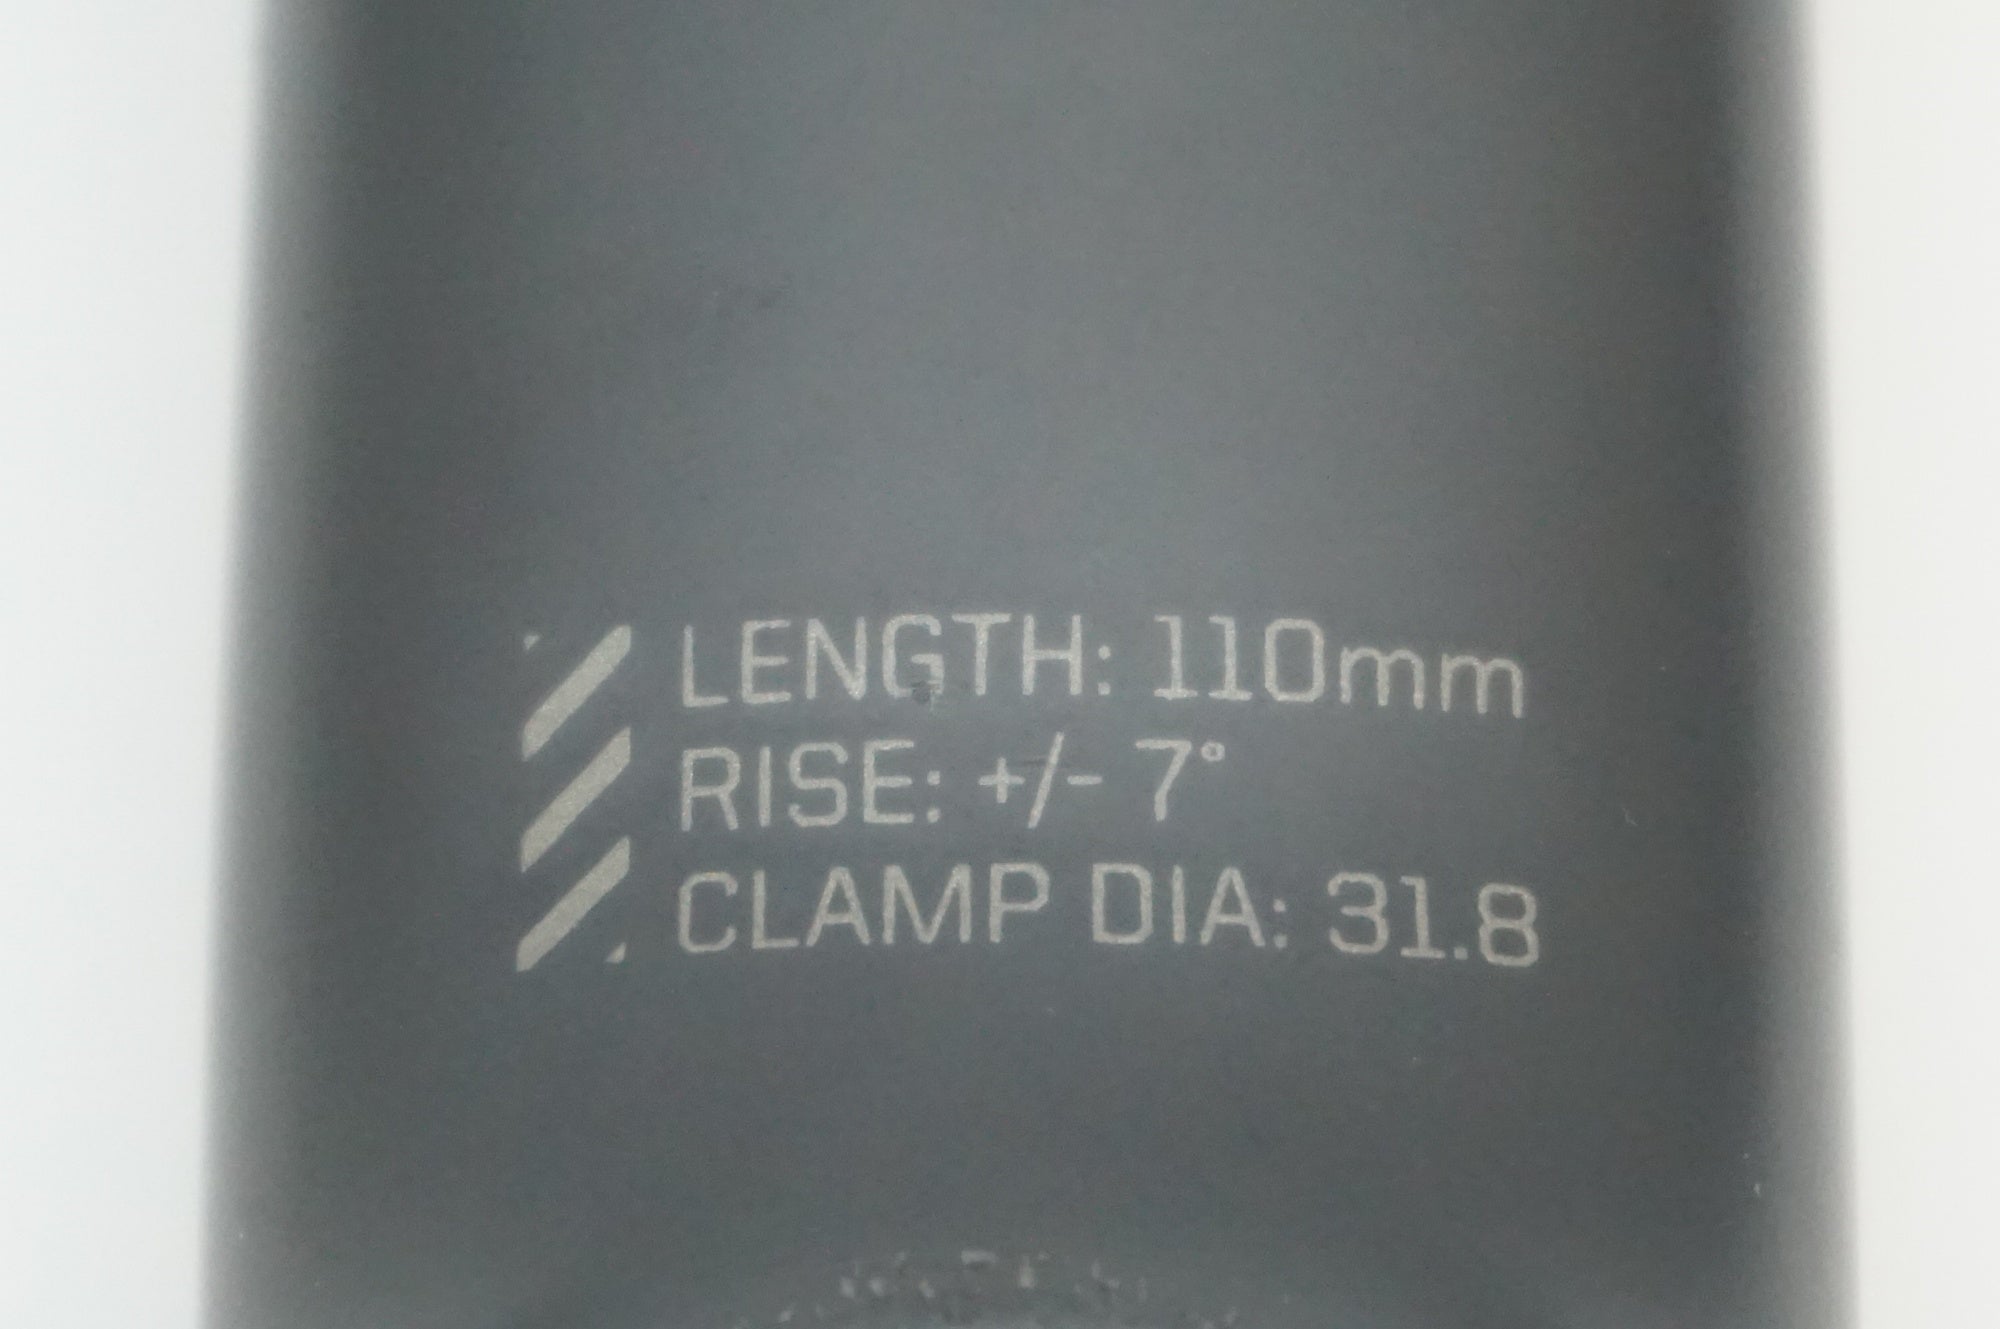 LENGTH: 110mm
RISE: +/- 7°
CLAMP DIA: 31.8